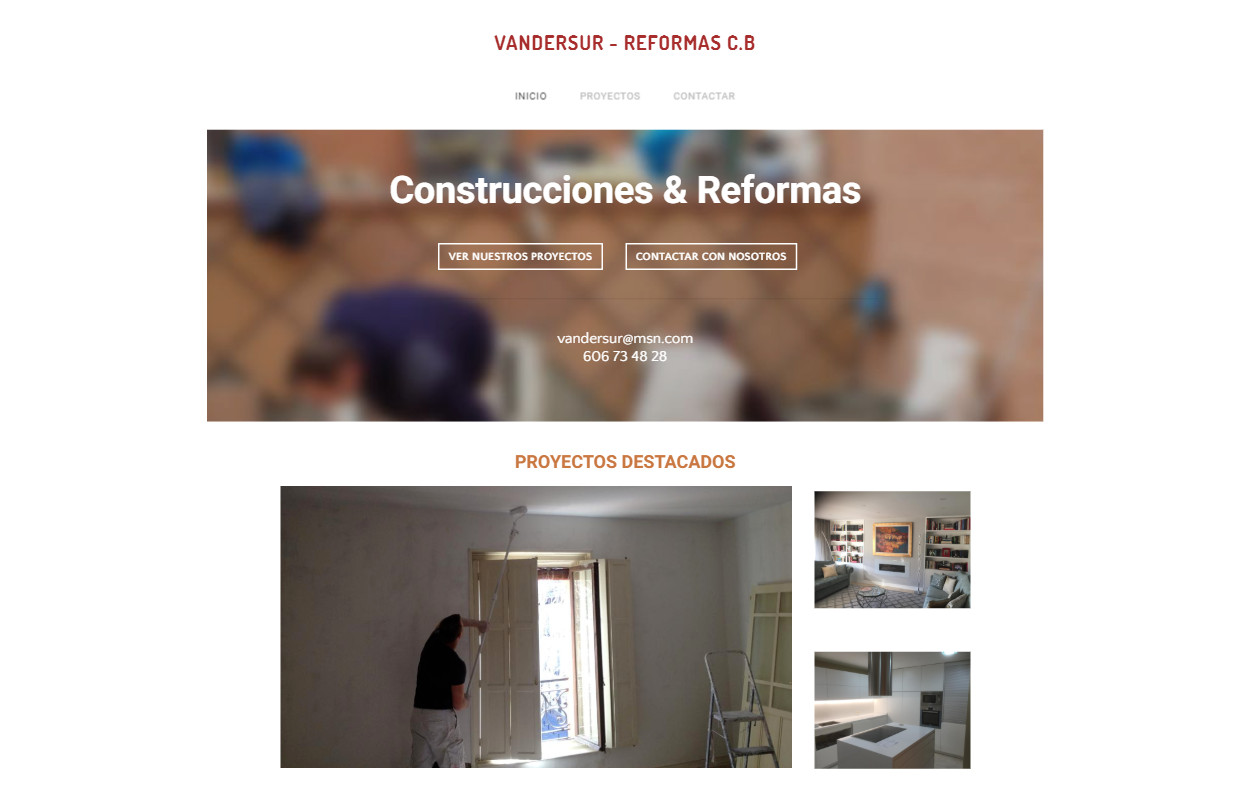 VANDERSUR - REFORMAS C.B
INICIO PROYECTOS CONTACTAR
Construcciones & Reformas
VER NUESTROS PROYECTOS CONTACTAR CON NOSOTROS
vandersur@msn.com
606 73 48 28
PROYECTOS DESTACADOS